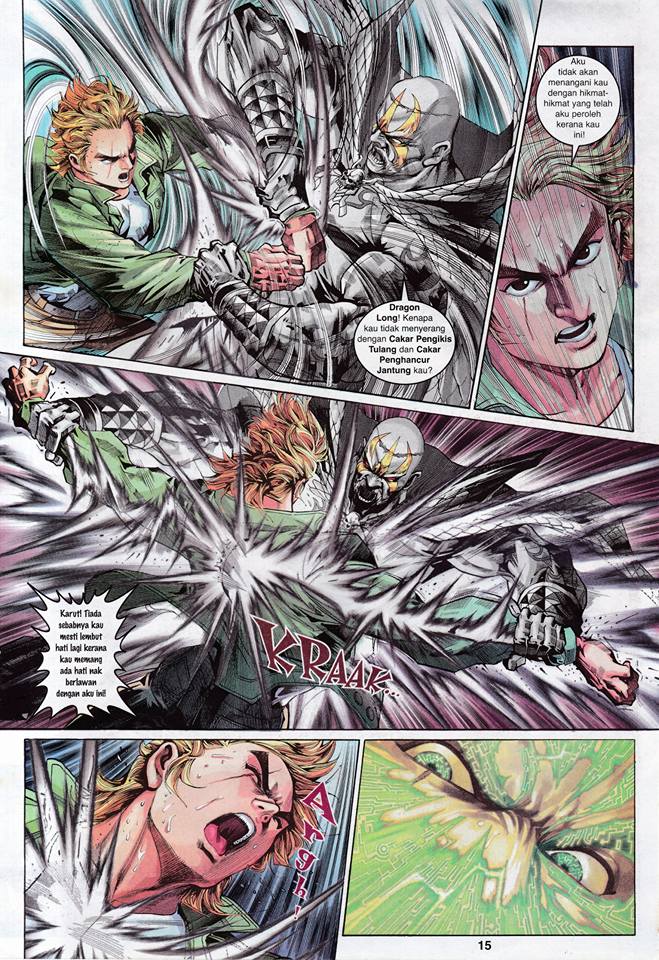 Dragon
Long! Kenapa
kau tidak menyerang
dengan Cakar Pengikis
Tulang dan Cakar
Penghancur
Jantung kau?
Aku
tidak akan
menangani kau
dengan hikmat-
hikmat yang telah
aku peroleh
kerana kau
ini!
Karut! Tiada
sebabnya kau
mesti lembut
hati lagi kerana
kau memang
ada hati nak
berlawan
dengan aku ini!
KRAAK...
Argh!
15